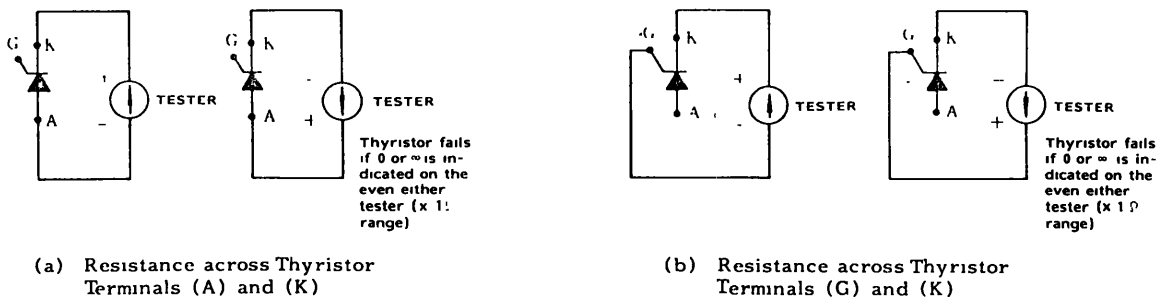 G K
A
+
−
TESTER
G K
A
-
+
TESTER
Thyristor fails
if 0 or ∞ is in-
dicated on the
even either
tester (x 1
range)
G K
A
+
-
TESTER
G K
A
−
+
TESTER
Thyristor fails
if 0 or ∞ is in-
dicated on the
even either
tester (x 1 Ω
range)
(a) Resistance across Thyristor
Terminals (A) and (K)
(b) Resistance across Thyristor
Terminals (G) and (K)